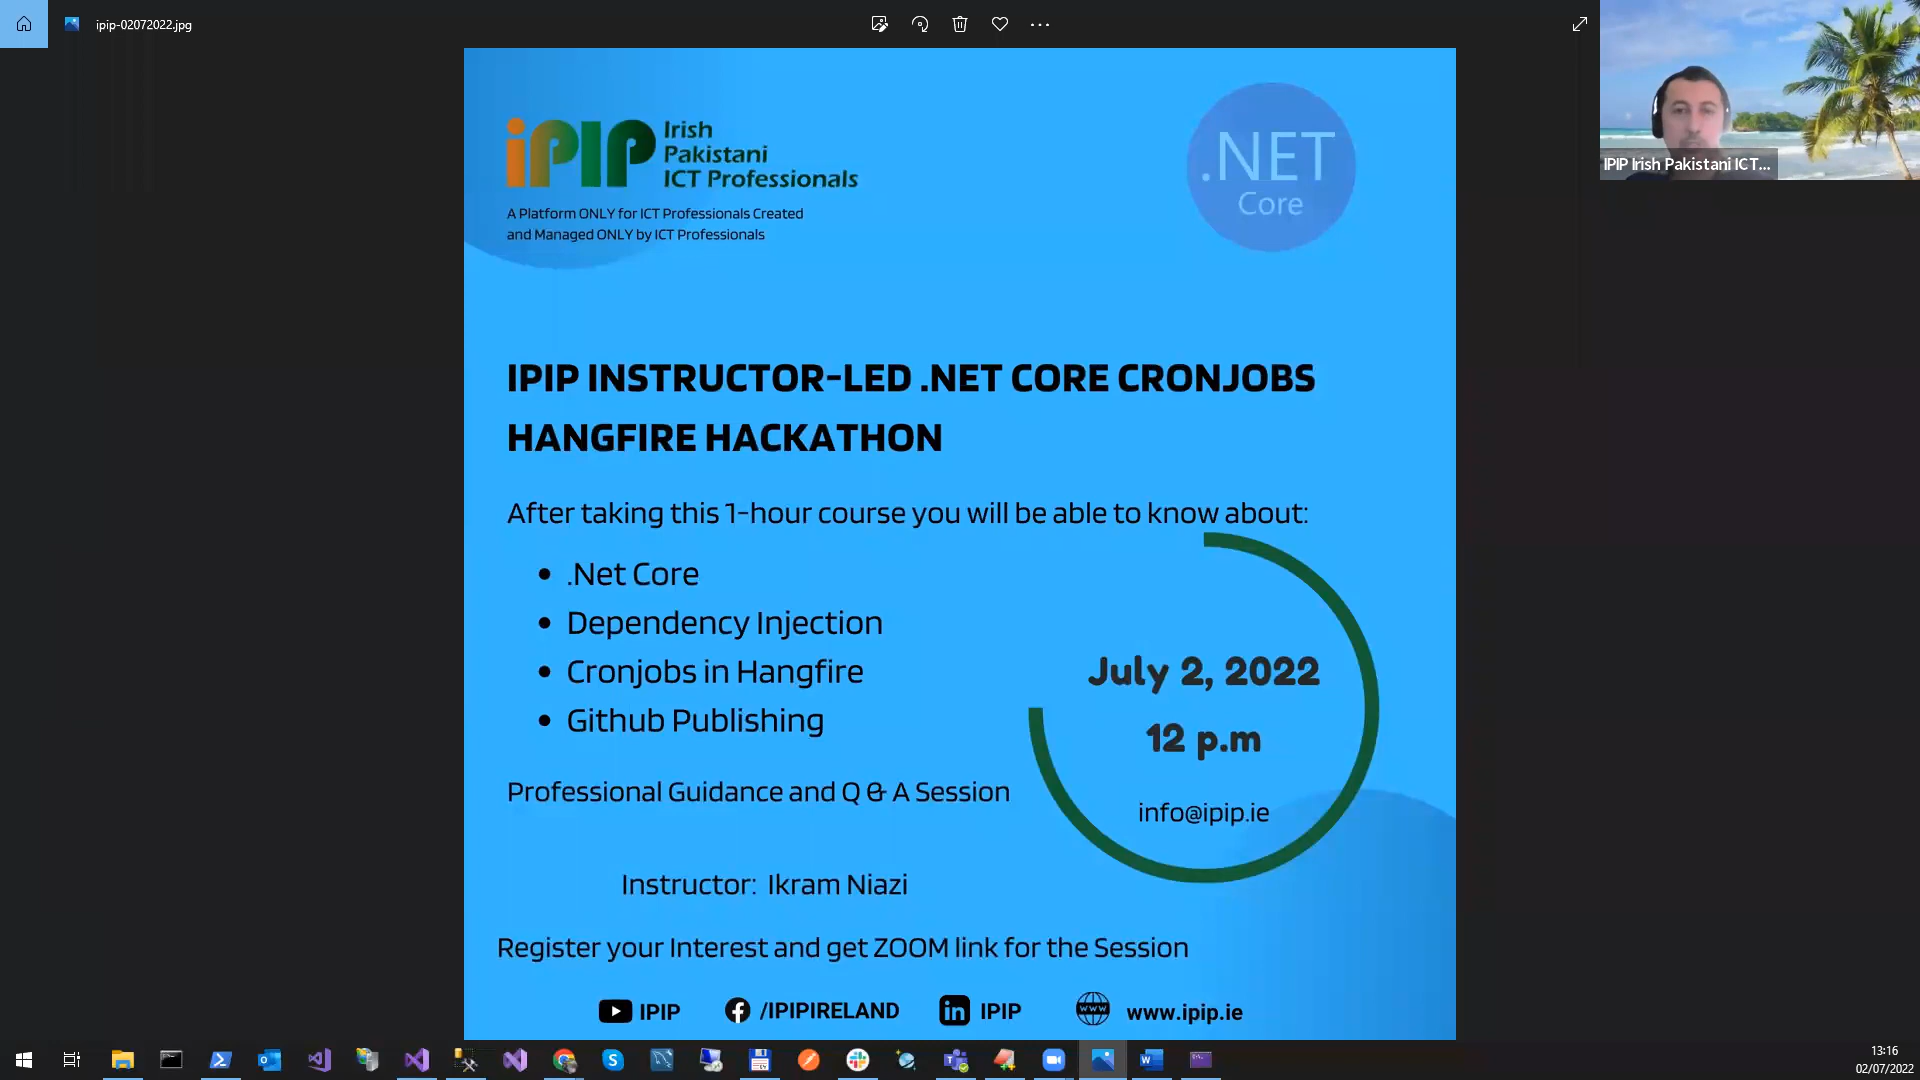 ipip-02072022.jpg
IPIP Irish Pakistani ICT...
iPIP
Irish
Pakistani
ICT Professionals
A Platform ONLY for ICT Professionals Created
and Managed ONLY by ICT Professionals
.NET
Core
IPIP INSTRUCTOR-LED .NET CORE CRONJOBS
HANGFIRE HACKATHON
After taking this 1-hour course you will be able to know about:
• .Net Core
• Dependency Injection
• Cronjobs in Hangfire
• Github Publishing
July 2, 2022
12 p.m
info@ipip.ie
Professional Guidance and Q & A Session
Instructor: Ikram Niazi
Register your Interest and get ZOOM link for the Session
IPIP
/IPIPIRELAND
in IPIP
www www.ipip.ie
13:16
02/07/2022